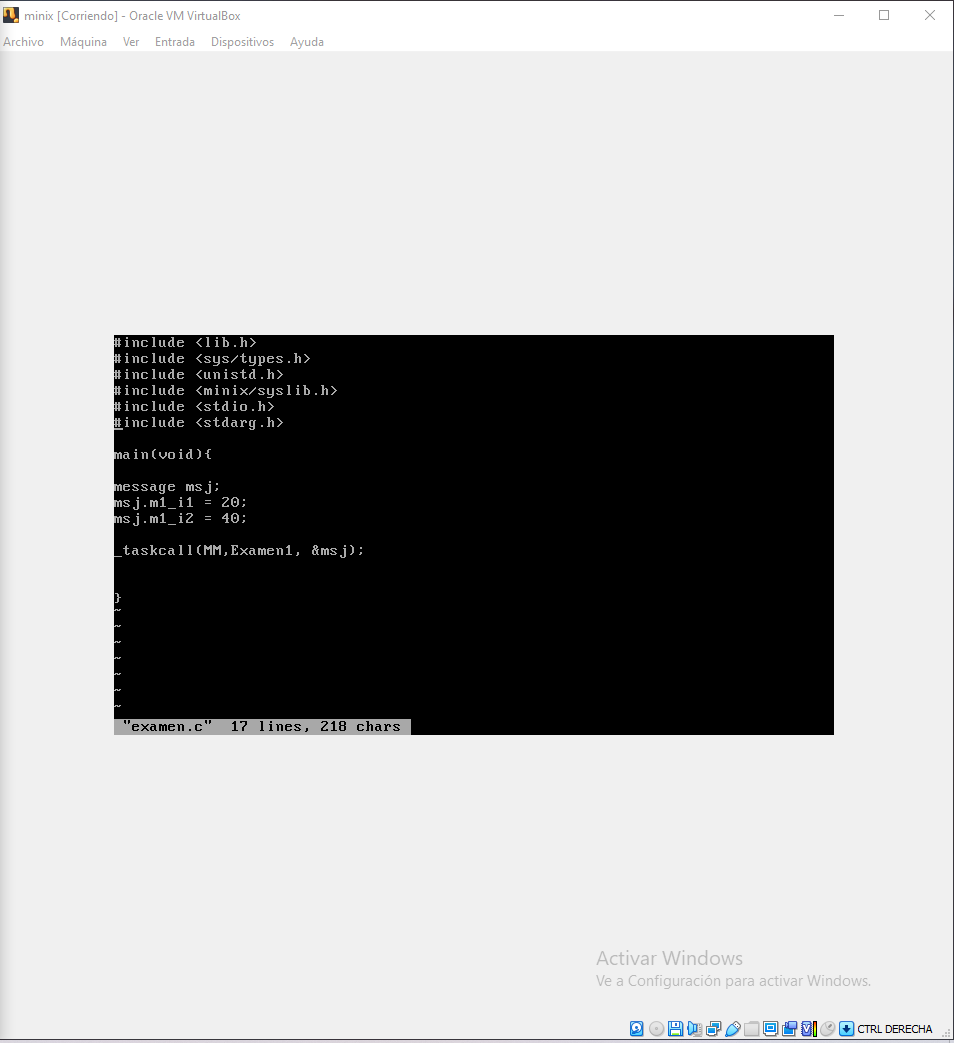 minix [Corriendo] - Oracle VM VirtualBox
Archivo Máquina Ver Entrada Dispositivos Ayuda
#include <lib.h>
#include <sys/types.h>
#include <unistd.h>
#include <minix/syslib.h>
#include <stdio.h>
#include <stdarg.h>
main(void){
message msj;
msj.m1_i1 = 20;
msj.m1_i2 = 40;
_taskcall(MM,Examen1, &msj);
}
~
~
~
~
~
~
~
"examen.c" 17 lines, 218 chars
Activar Windows
Ve a Configuración para activar Windows.
CTRL DERECHA